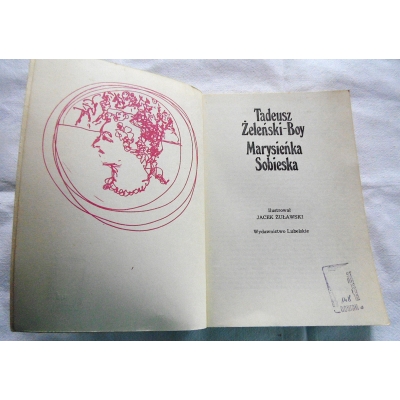 Tadeusz
Żeleński-Boy
Marysieńka
Sobieska
Ilustrował
JACEK ŻUŁAWSKI
Wydawnictwo Lubelskie